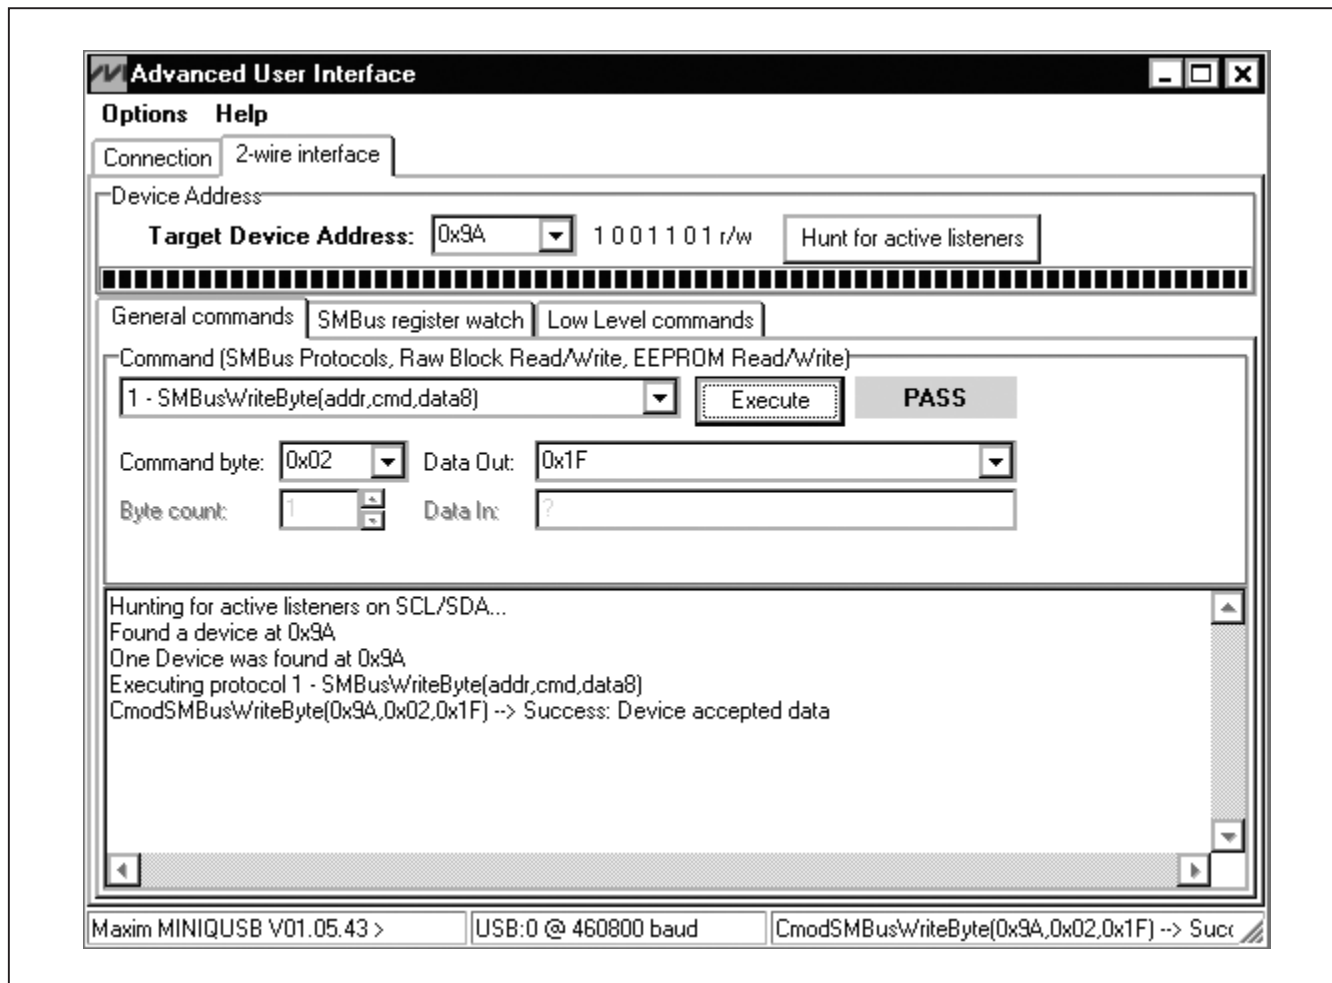 Advanced User Interface
Options Help
Connection 2-wire interface
Device Address
Target Device Address: 0x9A 1 0 0 1 1 0 1 r/w Hunt for active listeners
General commands SMBus register watch Low Level commands
Command (SMBus Protocols, Raw Block Read/Write, EEPROM Read/Write)
1 - SMBusWriteByte(addr,cmd,data8) Execute PASS
Command byte: 0x02 Data Out: 0x1F
Byte count: 1 Data In: ?
Hunting for active listeners on SCL/SDA...
Found a device at 0x9A
One Device was found at 0x9A
Executing protocol 1 - SMBusWriteByte(addr,cmd,data8)
CmodSMBusWriteByte(0x9A,0x02,0x1F) --> Success: Device accepted data
Maxim MINIQUSB V01.05.43 > USB:0 @ 460800 baud CmodSMBusWriteByte(0x9A,0x02,0x1F) --> Succ